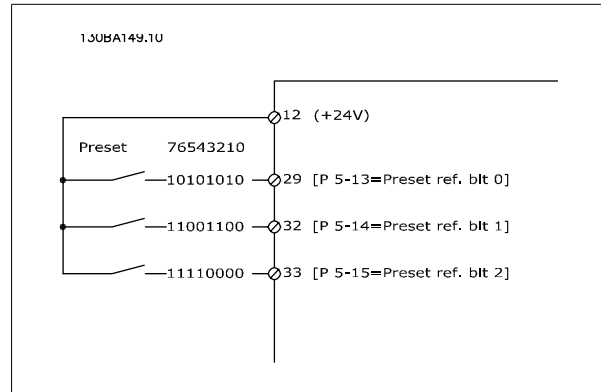 130BA149.10
12 (+24V)
Preset 76543210
10101010 29 [P 5-13=Preset ref. bit 0]
11001100 32 [P 5-14=Preset ref. bit 1]
11110000 33 [P 5-15=Preset ref. bit 2]